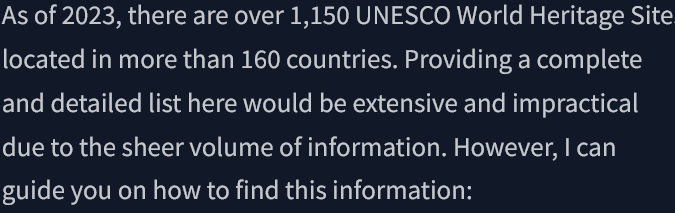 As of 2023, there are over 1,150 UNESCO World Heritage Site
located in more than 160 countries. Providing a complete
and detailed list here would be extensive and impractical
due to the sheer volume of information. However, I can
guide you on how to find this information: